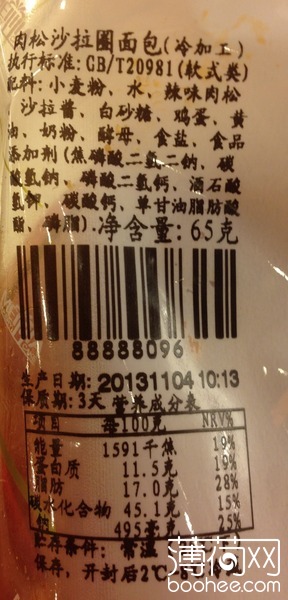 肉松沙拉圈面包(冷加工)
执行标准:GB/T20981(软式类)
配料:小麦粉、水、辣味肉松
沙拉酱、白砂糖、鸡蛋、黄
油、奶粉、酵母、食盐、食品
添加剂(焦磷酸二氢二钠、碳
酸氢钠、磷酸二氢钙、酒石酸
氢钾、碳酸钙、单甘油脂肪酸
酯、磷脂).净含量:65克
88888096
生产日期:20131104 10:13
保质期:3天 营养成分表
项目 每100克 NRV%
能量 1591千焦 19%
蛋白质 11.5克 19%
脂肪 17.0克 28%
碳水化合物 45.1克 15%
钠 495毫克 25%
贮存条件:常温
保存,开封后2℃
薄荷网
boohee.com